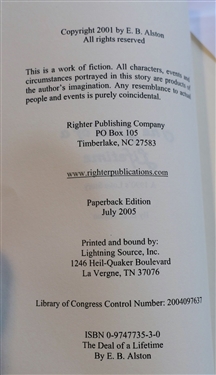 Copyright 2001 by E. B. Alston
All rights reserved
This is a work of fiction. All characters, events and
circumstances portrayed in this story are products of
the author's imagination. Any resemblance to actual
people and events is purely coincidental.
Righter Publishing Company
PO Box 105
Timberlake, NC 27583
www.righterpublications.com
Paperback Edition
July 2005
Printed and bound by:
Lightning Source, Inc.
1246 Heil-Quaker Boulevard
La Vergne, TN 37076
Library of Congress Control Number: 2004097637
ISBN 0-9747735-3-0
The Deal of a Lifetime
By E. B. Alston